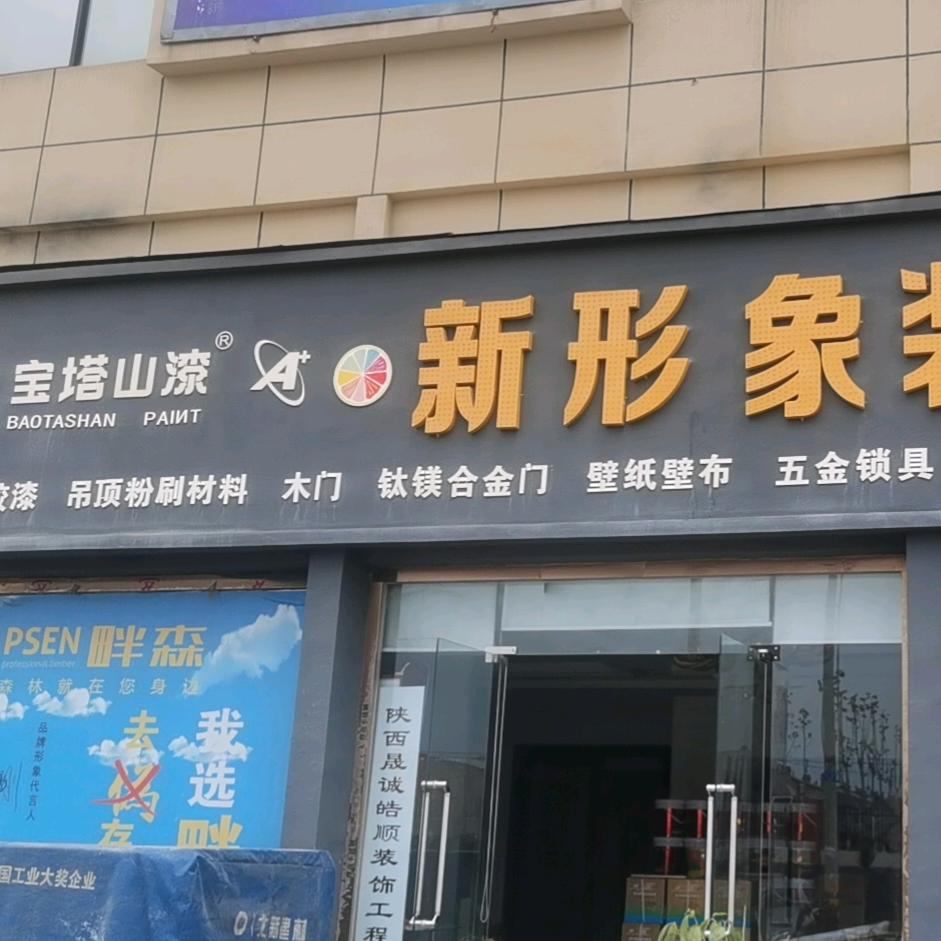 宝塔山漆®
BAOTASHAN PAINT
A+
新形象装
胶漆 吊顶粉刷材料 木门 钛镁合金门 壁纸壁布 五金锁具
PSEN 畔森
professional timber
森林就在您身边
我选畔
去
存
品牌形象代言人
陕西晟诚皓顺装饰工程
国工业大奖企业